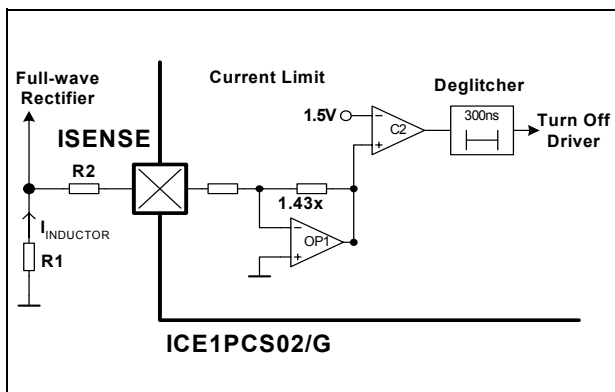 Full-wave
Rectifier
Current Limit
Deglitcher
1.5V
C2
300ns
Turn Off
Driver
ISENSE
R2
1.43x
−
+
OP1
−
+
I_INDUCTOR
R1
ICE1PCS02/G